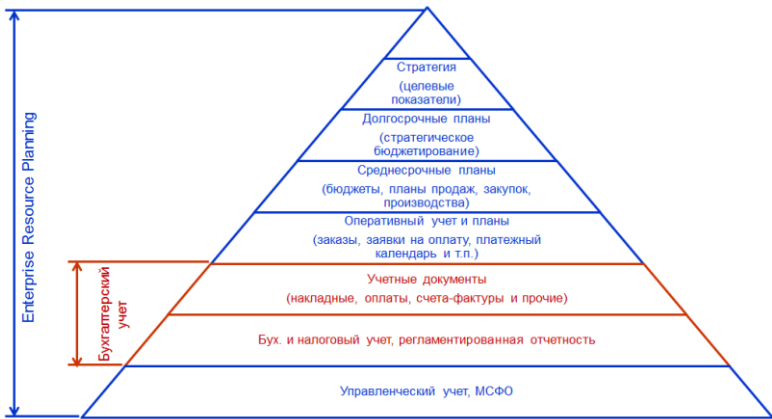 Enterprise Resource Planning
Стратегия
(целевые
показатели)
Долгосрочные планы
(стратегическое
бюджетирование)
Среднесрочные планы
(бюджеты, планы продаж, закупок,
производства)
Оперативный учет и планы
(заказы, заявки на оплату, платежный
календарь и т.п.)
Бухгалтерский
учет
Учетные документы
(накладные, оплаты, счета-фактуры и прочие)
Бух. и налоговый учет, регламентированная отчетность
Управленческий учет, МСФО